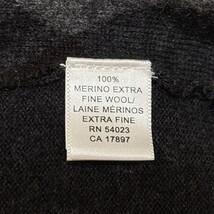 100%
MERINO EXTRA
FINE WOOL/
LAINE MÉRINOS
EXTRA FINE
RN 54023
CA 17897